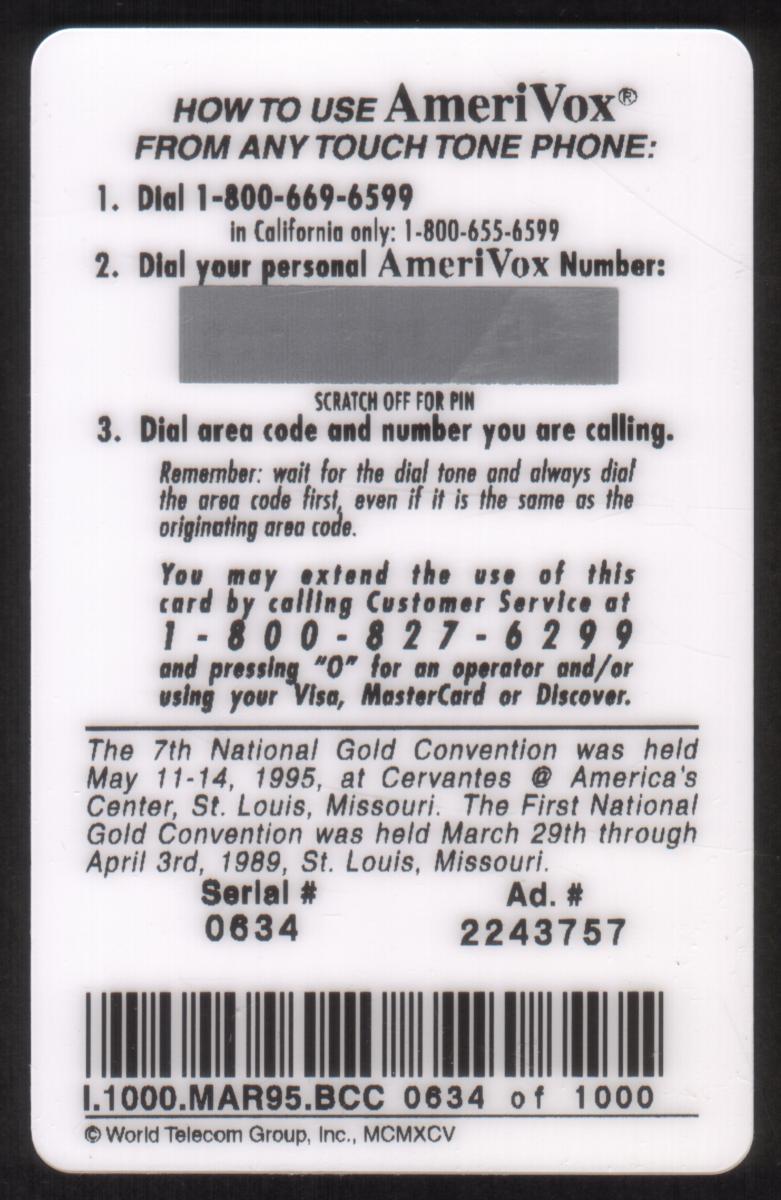 HOW TO USE AmeriVox®
FROM ANY TOUCH TONE PHONE:
1. Dial 1-800-669-6599
in California only: 1-800-655-6599
2. Dial your personal AmeriVox Number:
SCRATCH OFF FOR PIN
3. Dial area code and number you are calling.
Remember: wait for the dial tone and always dial
the area code first, even if it is the same as the
originating area code.
You may extend the use of this
card by calling Customer Service at
1-800-827-6299
and pressing "O" for an operator and/or
using your Visa, MasterCard or Discover.
The 7th National Gold Convention was held
May 11-14, 1995, at Cervantes @ America's
Center, St. Louis, Missouri. The First National
Gold Convention was held March 29th through
April 3rd, 1989, St. Louis, Missouri.
Serial # Ad. #
0634 2243757
I.1000.MAR95.BCC 0634 of 1000
© World Telecom Group, Inc., MCMXCV